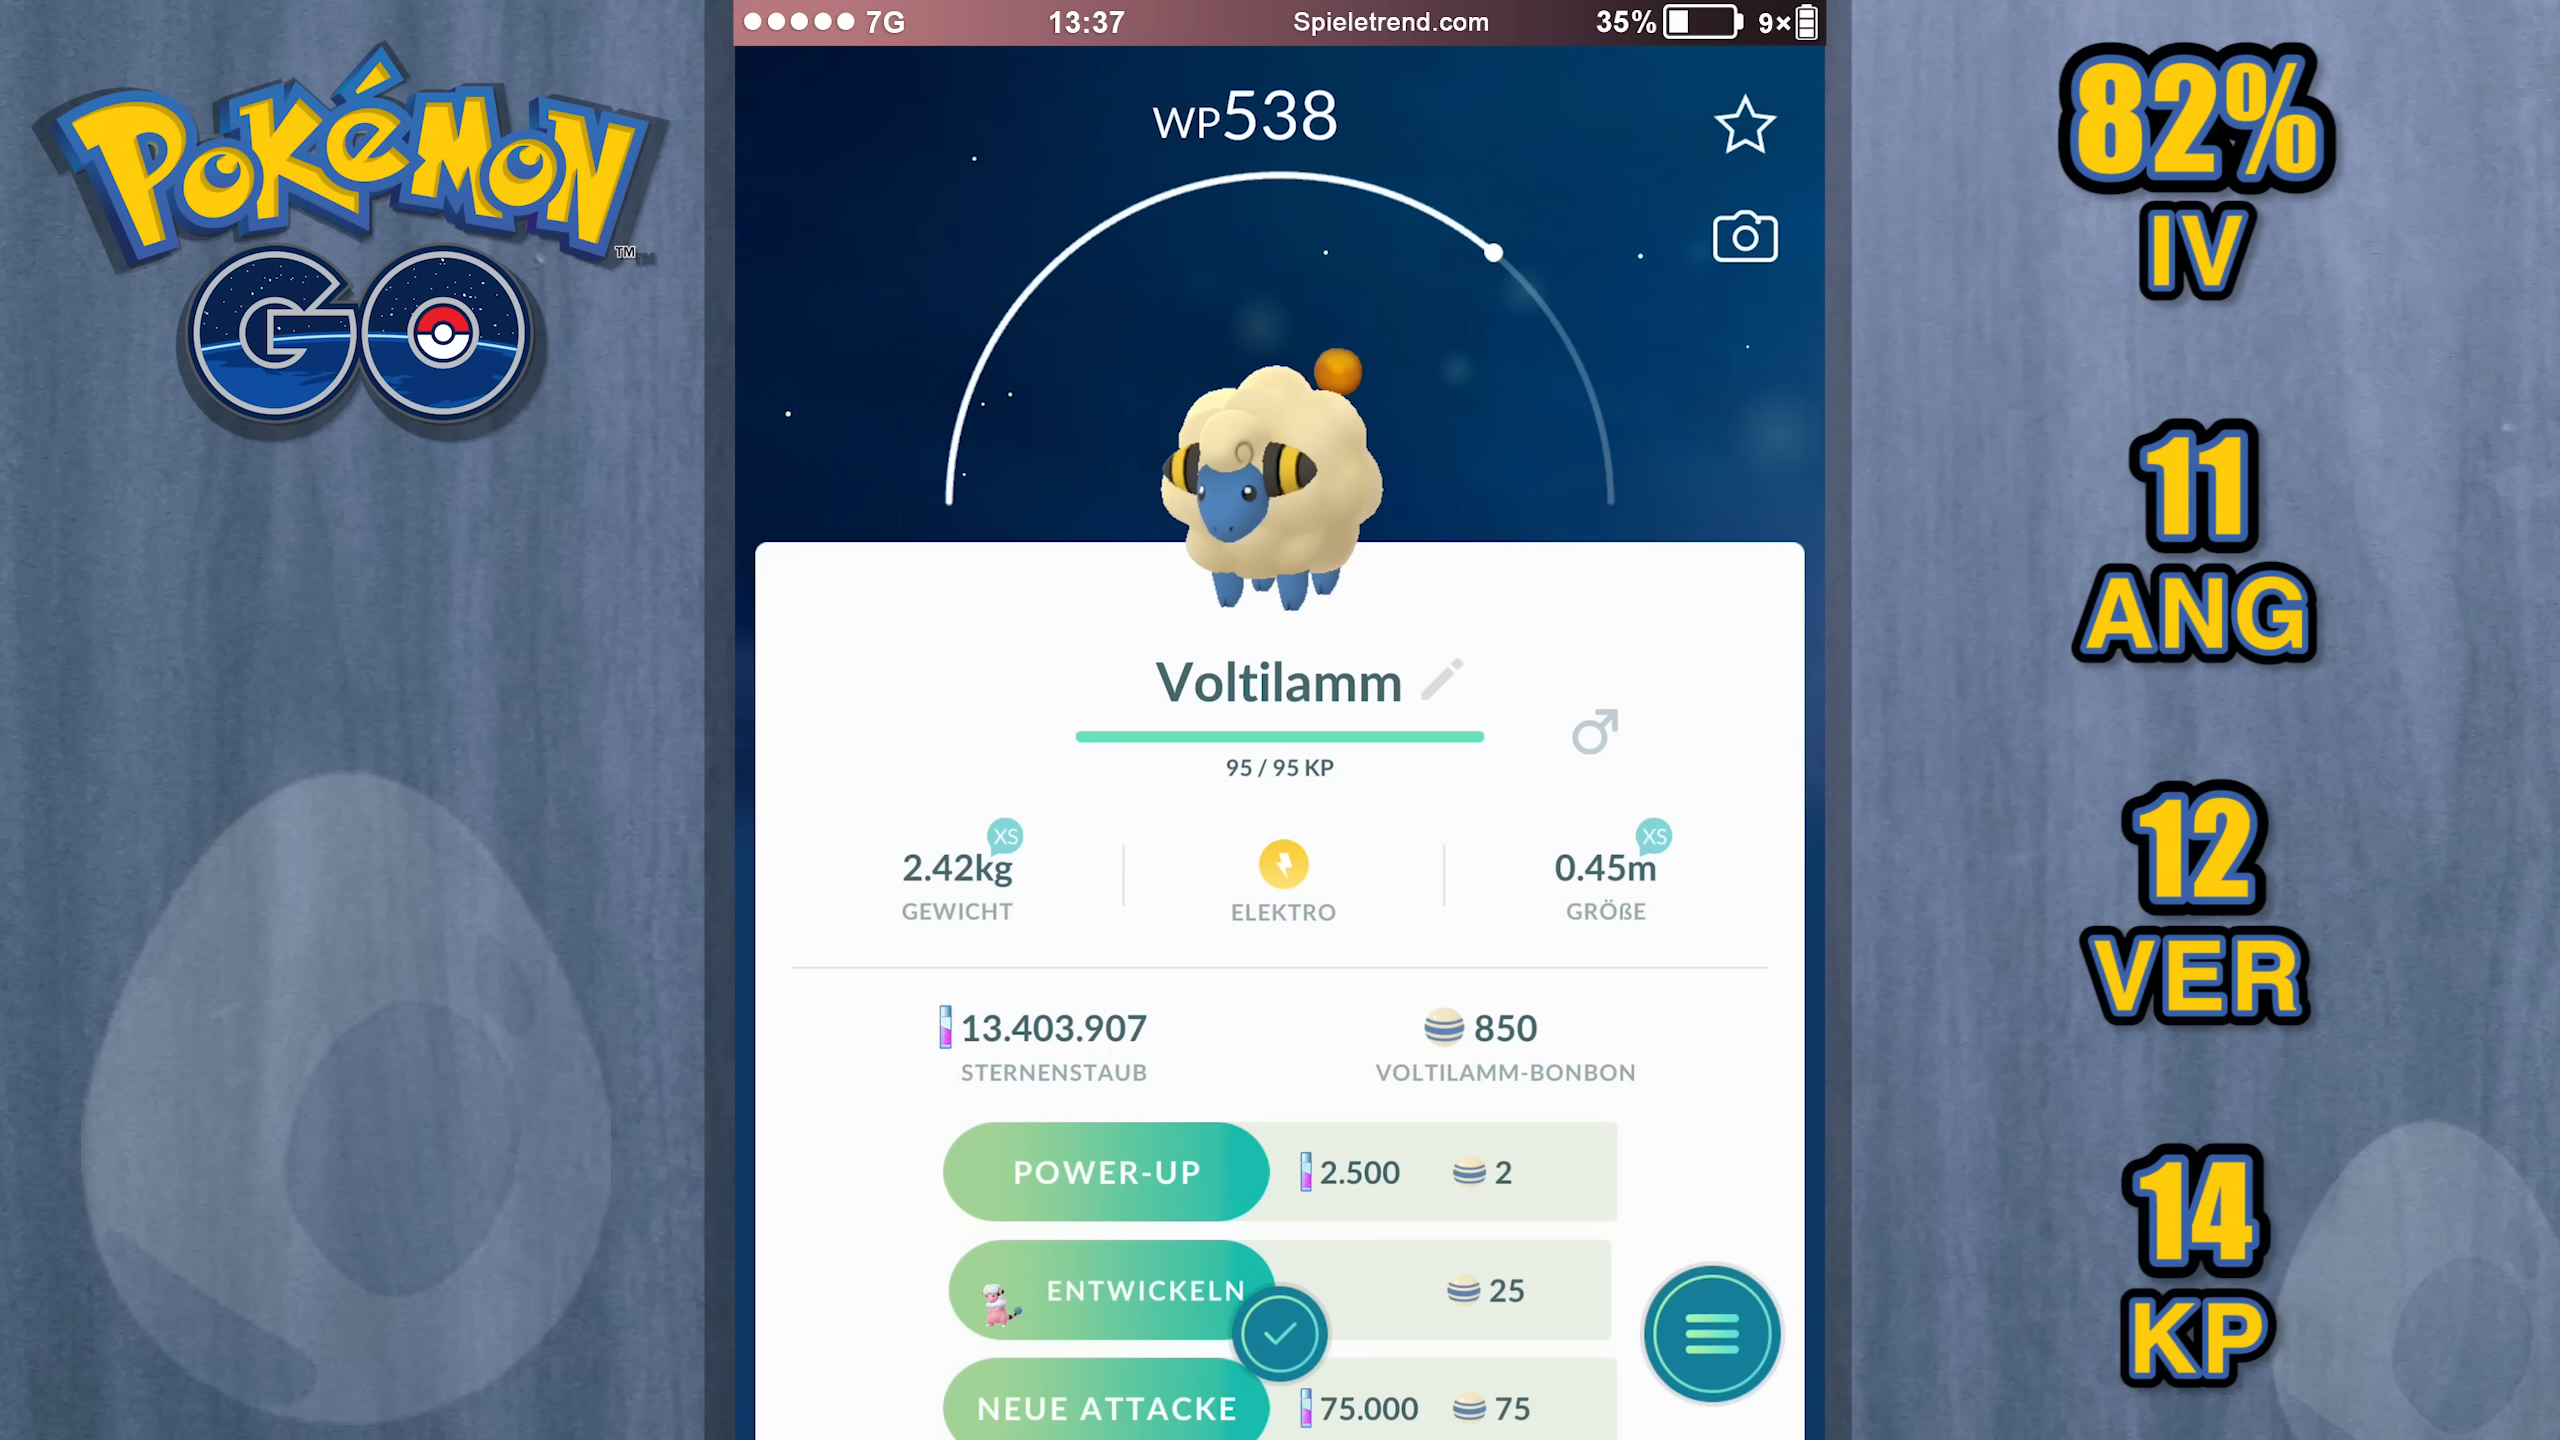 POKéMON
GO
TM
7G 13:37 Spieletrend.com 35% 9×
WP538
Voltilamm
95 / 95 KP
XS
2.42kg
GEWICHT
ELEKTRO
XS
0.45m
GRÖßE
13.403.907
STERNENSTAUB
850
VOLTILAMM-BONBON
POWER-UP 2.500 2
ENTWICKELN 25
NEUE ATTACKE 75.000 75
82%
IV
11
ANG
12
VER
14
KP